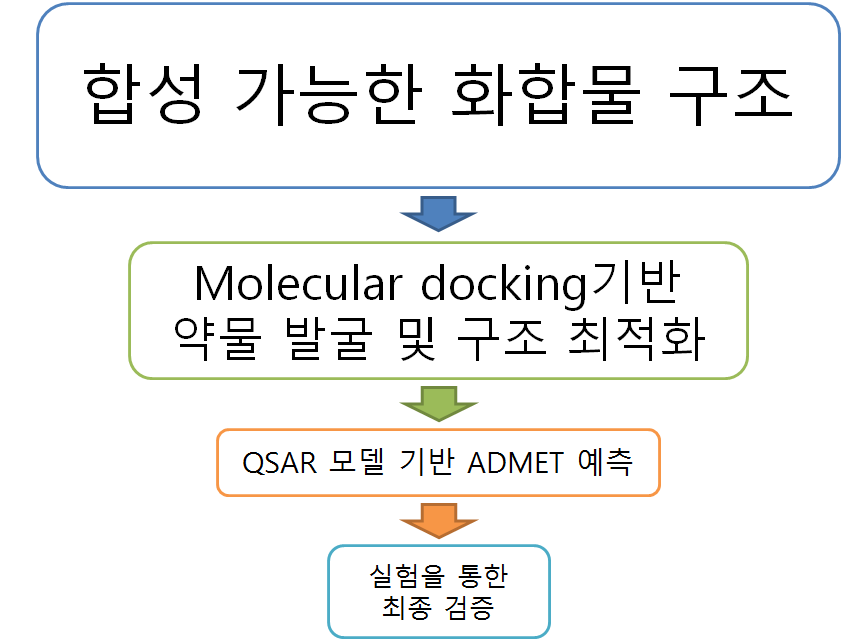 합성 가능한 화합물 구조
Molecular docking기반
약물 발굴 및 구조 최적화
QSAR 모델 기반 ADMET 예측
실험을 통한
최종 검증